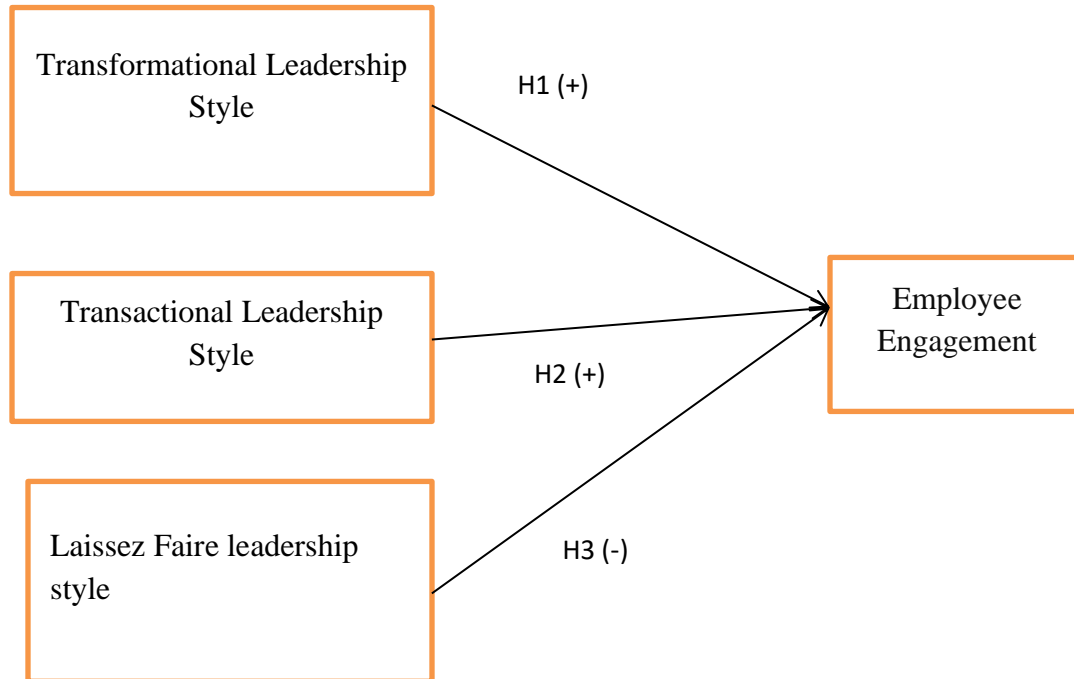 Transformational Leadership
Style
H1 (+)
Transactional Leadership
Style
H2 (+)
Employee
Engagement
Laissez Faire leadership
style
H3 (-)